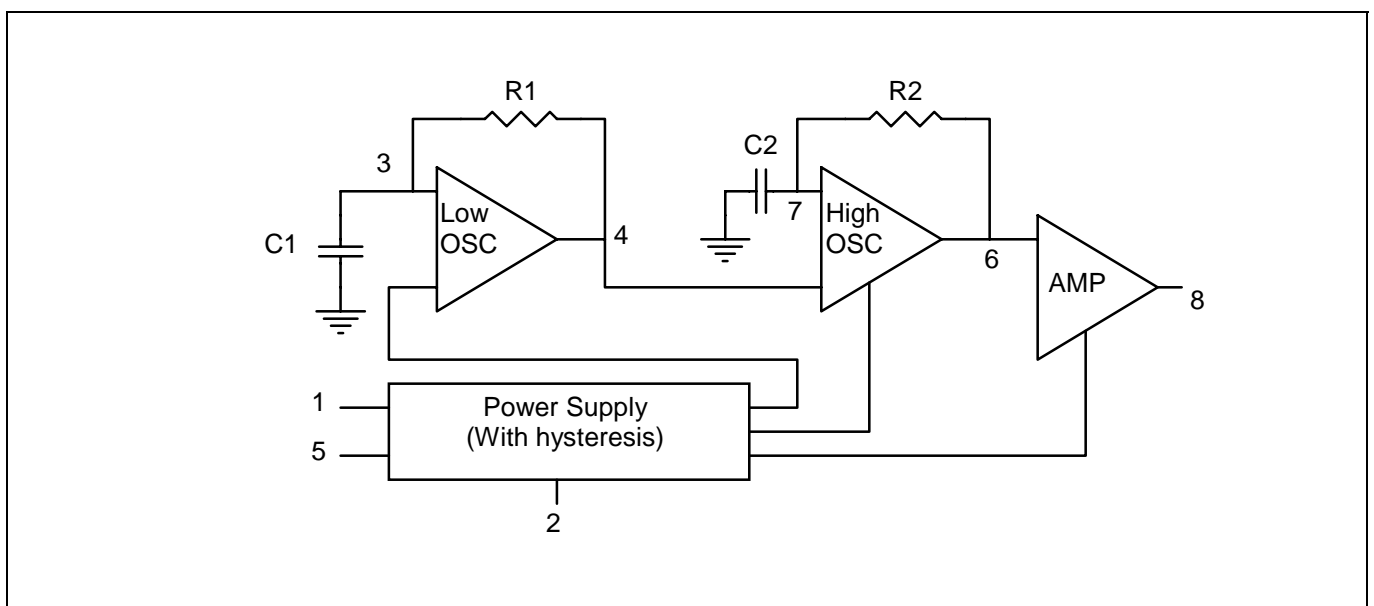 R1
R2
C2
3
7
Low
OSC
High
OSC
C1
4
6
AMP
8
1
Power Supply
(With hysteresis)
5
2